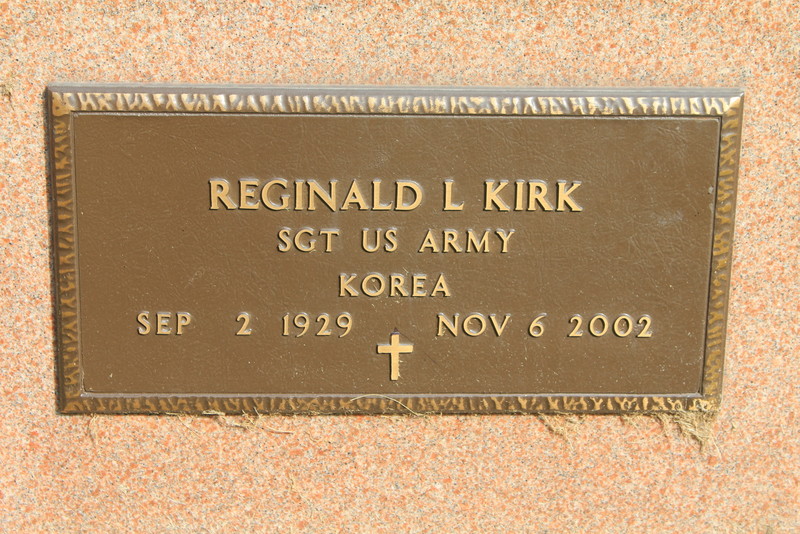 REGINALD L KIRK
SGT US ARMY
KOREA
SEP 2 1929 NOV 6 2002